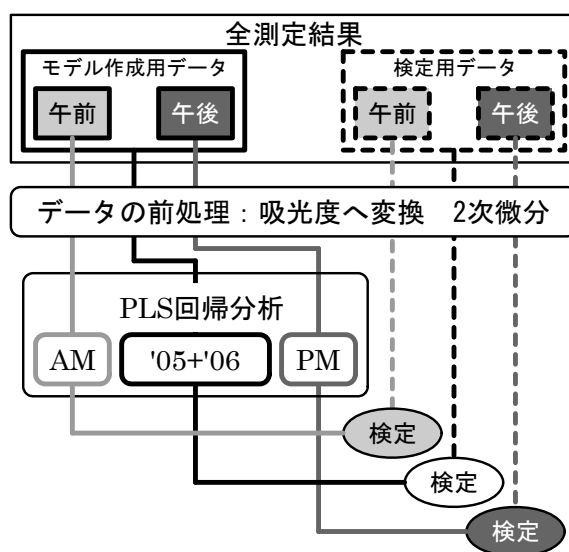 全測定結果
モデル作成用データ
検定用データ
午前
午後
午前
午後
データの前処理：吸光度へ変換　2次微分
PLS回帰分析
AM
'05+'06
PM
検定
検定
検定